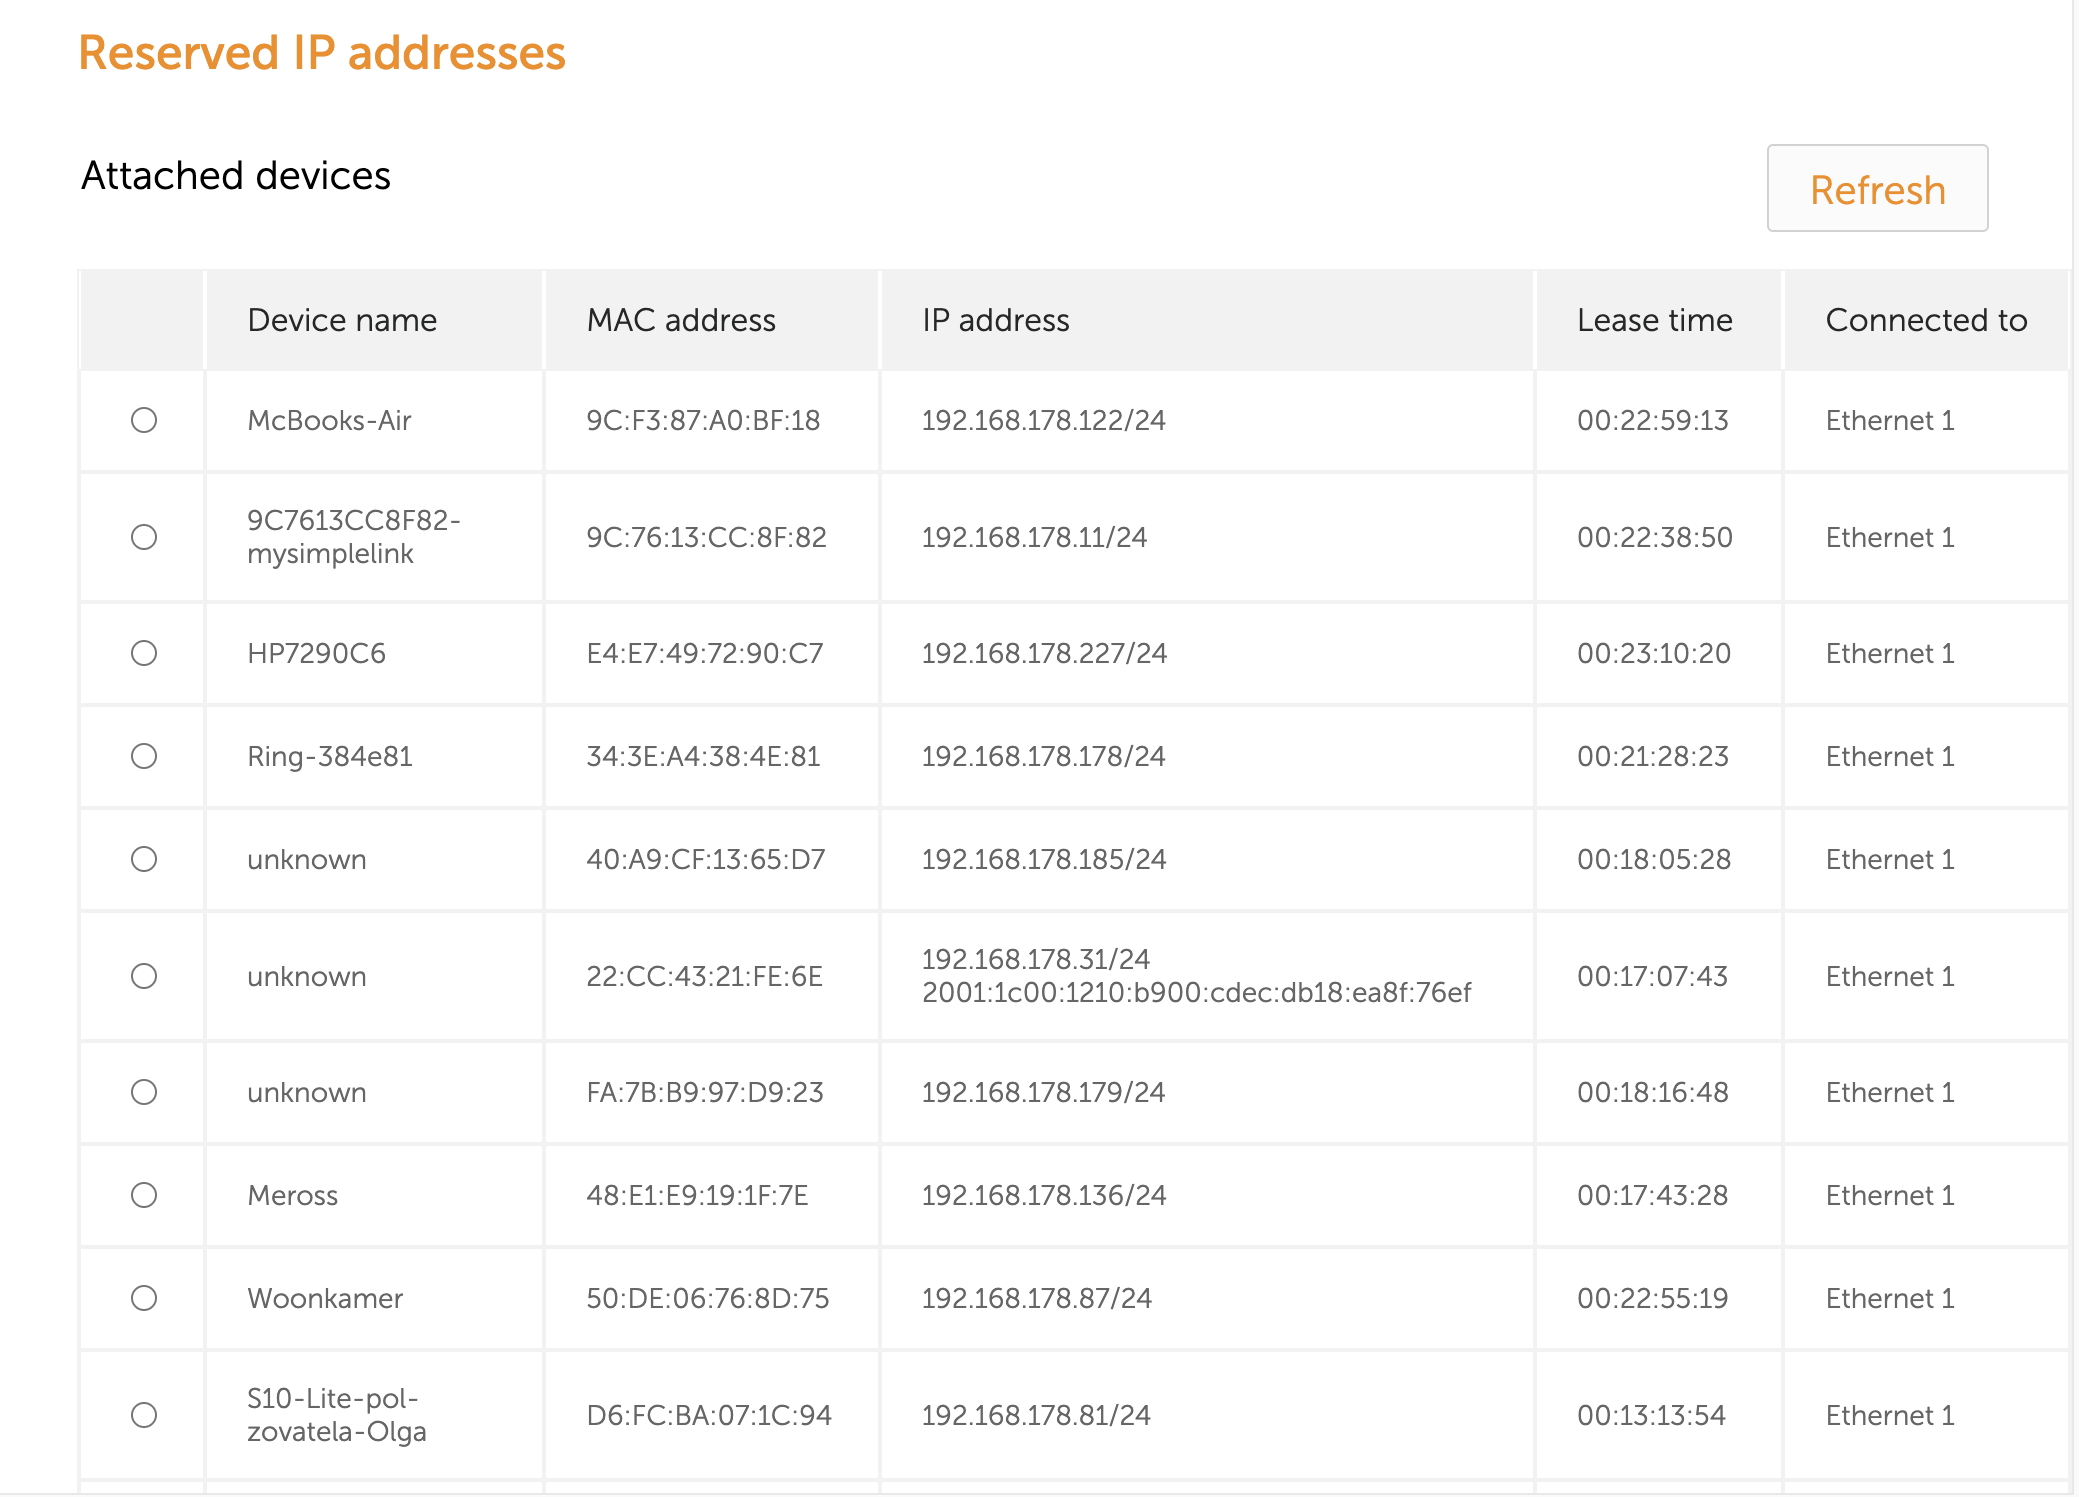 Reserved IP addresses
Attached devices
Refresh
Device name MAC address IP address Lease time Connected to
McBooks-Air 9C:F3:87:A0:BF:18 192.168.178.122/24 00:22:59:13 Ethernet 1
9C7613CC8F82-
mysimplelink 9C:76:13:CC:8F:82 192.168.178.11/24 00:22:38:50 Ethernet 1
HP7290C6 E4:E7:49:72:90:C7 192.168.178.227/24 00:23:10:20 Ethernet 1
Ring-384e81 34:3E:A4:38:4E:81 192.168.178.178/24 00:21:28:23 Ethernet 1
unknown 40:A9:CF:13:65:D7 192.168.178.185/24 00:18:05:28 Ethernet 1
unknown 22:CC:43:21:FE:6E 192.168.178.31/24
2001:1c00:1210:b900:cdec:db18:ea8f:76ef 00:17:07:43 Ethernet 1
unknown FA:7B:B9:97:D9:23 192.168.178.179/24 00:18:16:48 Ethernet 1
Meross 48:E1:E9:19:1F:7E 192.168.178.136/24 00:17:43:28 Ethernet 1
Woonkamer 50:DE:06:76:8D:75 192.168.178.87/24 00:22:55:19 Ethernet 1
S10-Lite-pol-
zovatela-Olga D6:FC:BA:07:1C:94 192.168.178.81/24 00:13:13:54 Ethernet 1